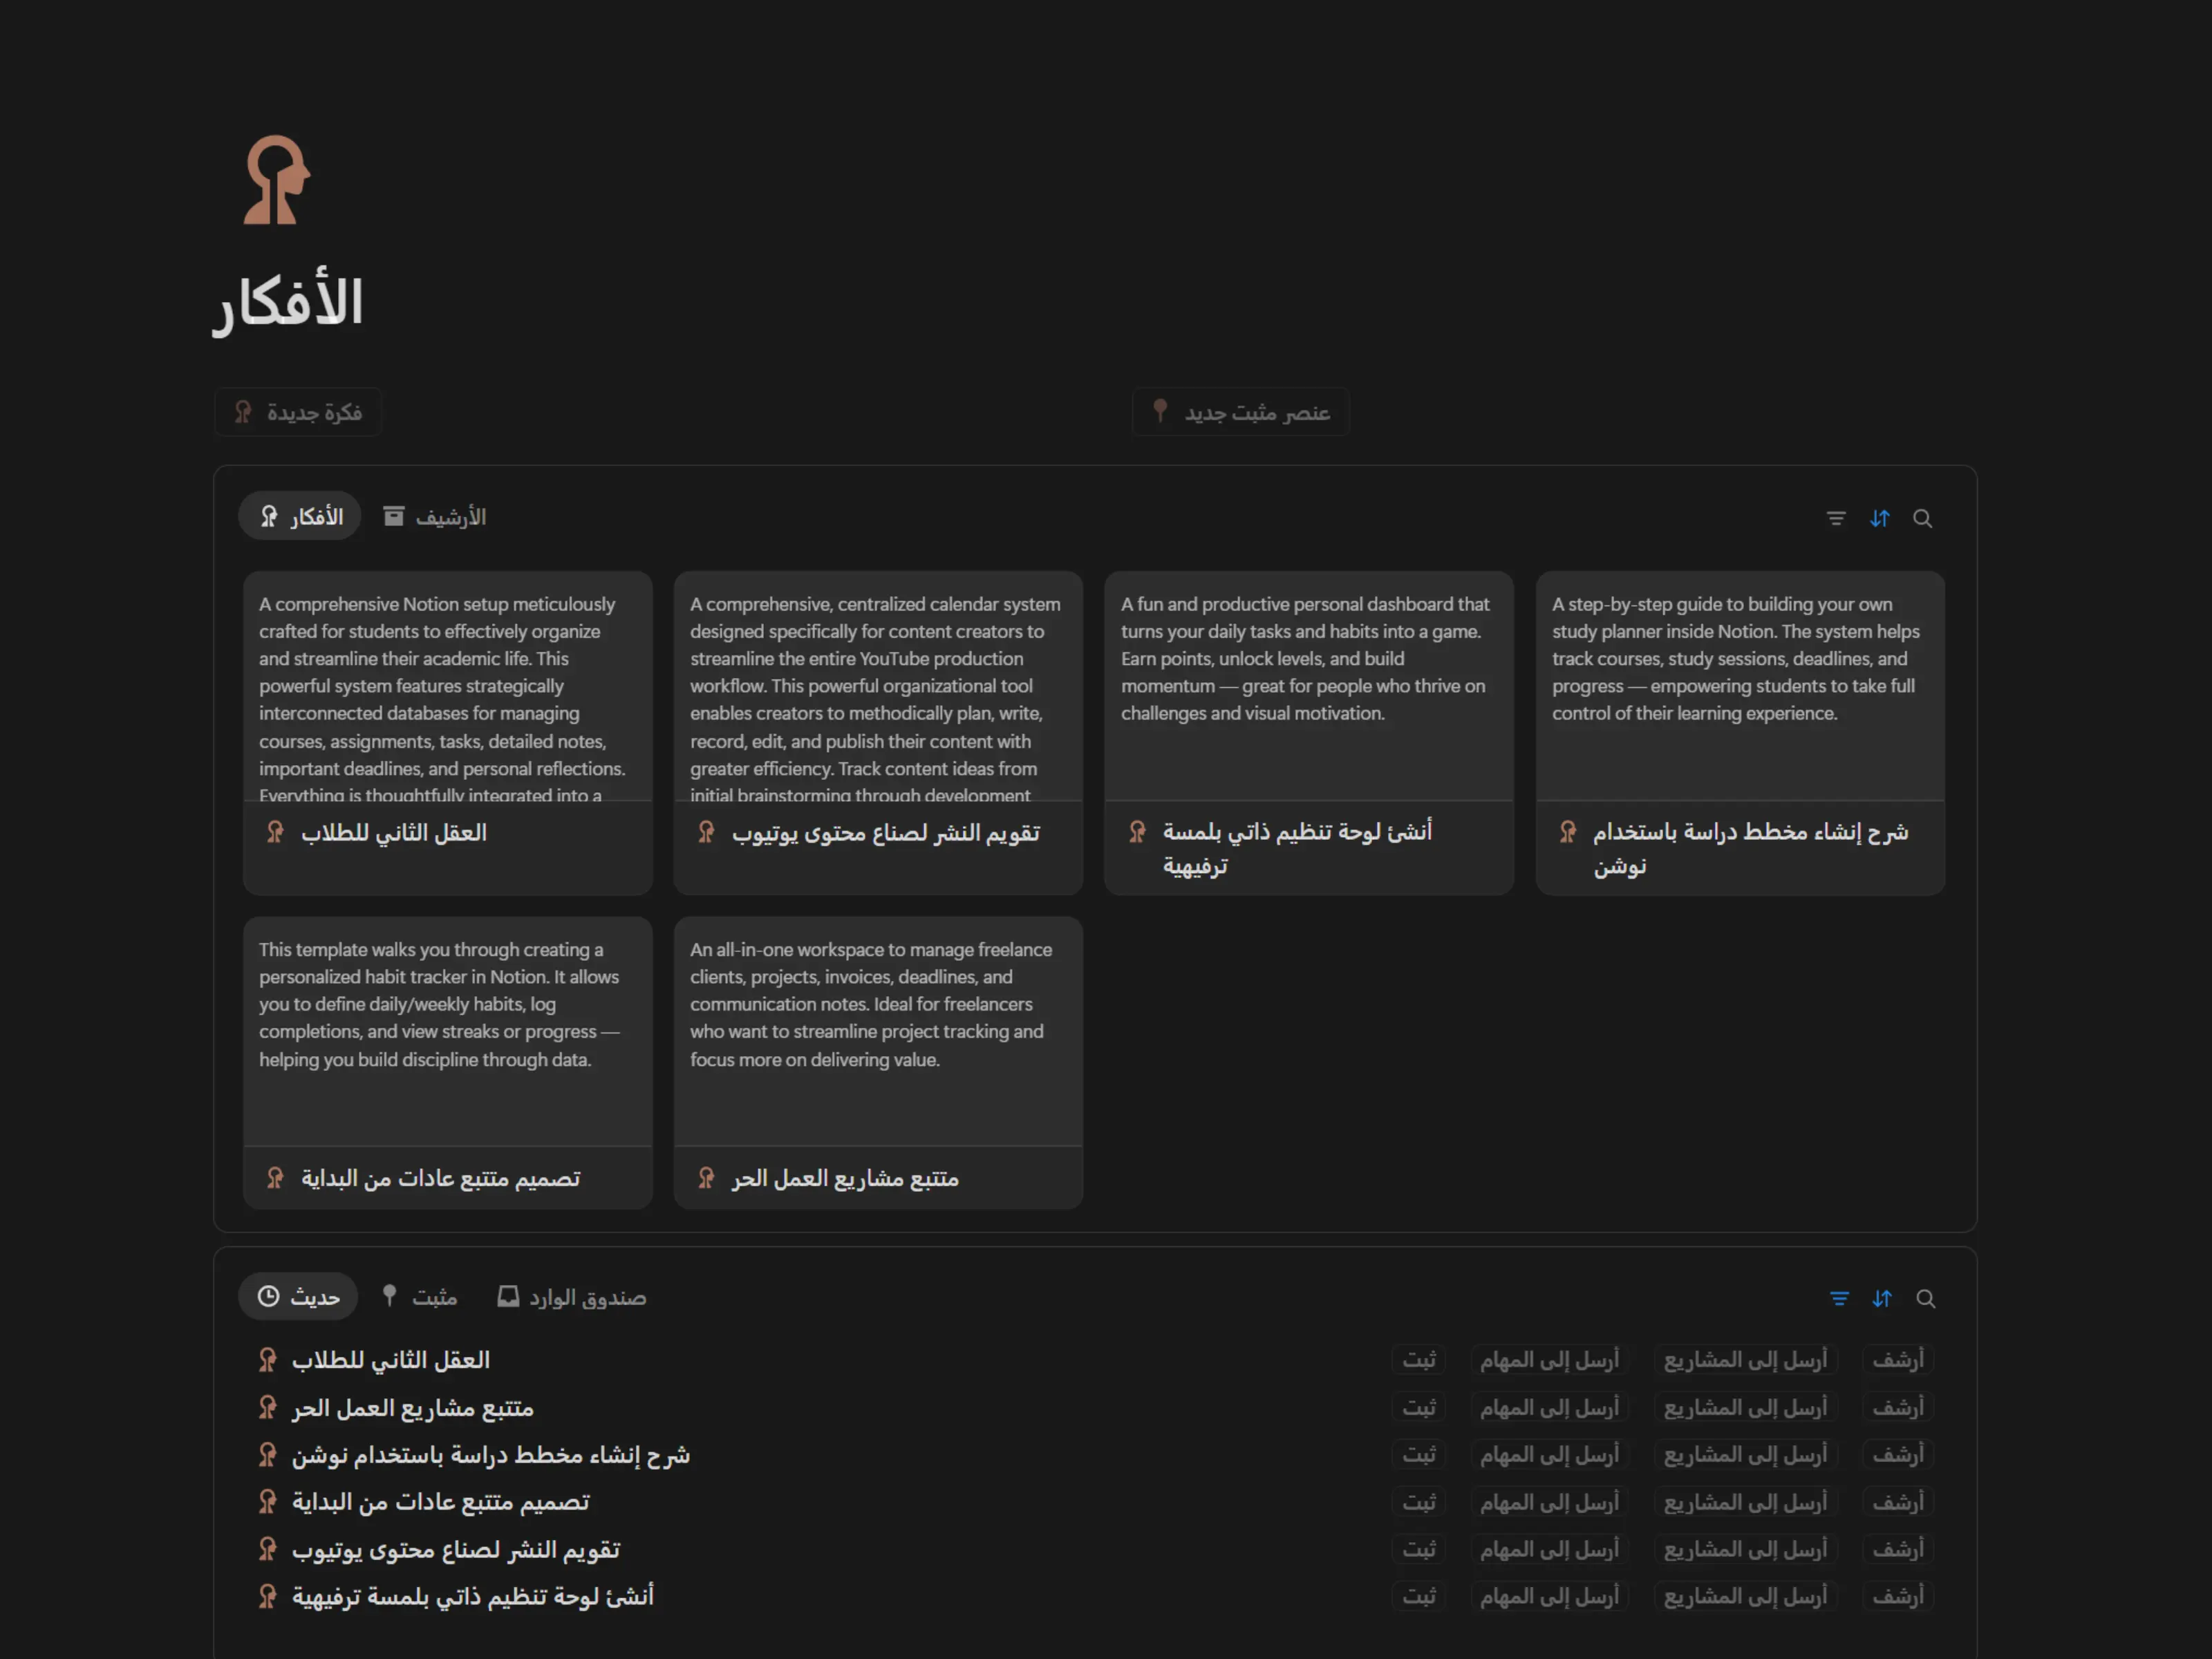 الأفكار
فكرة جديدة
عنصر مثبت جديد
الأفكار
الأرشيف
A comprehensive Notion setup meticulously
crafted for students to effectively organize
and streamline their academic life. This
powerful system features strategically
interconnected databases for managing
courses, assignments, tasks, detailed notes,
important deadlines, and personal reflections.
Everything is thoughtfully integrated into a
العقل الثاني للطلاب
A comprehensive, centralized calendar system
designed specifically for content creators to
streamline the entire YouTube production
workflow. This powerful organizational tool
enables creators to methodically plan, write,
record, edit, and publish their content with
greater efficiency. Track content ideas from
initial brainstorming through development
تقويم النشر لصناع محتوى يوتيوب
A fun and productive personal dashboard that
turns your daily tasks and habits into a game.
Earn points, unlock levels, and build
momentum — great for people who thrive on
challenges and visual motivation.
أنشئ لوحة تنظيم ذاتي بلمسة
ترفيهية
A step-by-step guide to building your own
study planner inside Notion. The system helps
track courses, study sessions, deadlines, and
progress — empowering students to take full
control of their learning experience.
شرح إنشاء مخطط دراسة باستخدام
نوشن
This template walks you through creating a
personalized habit tracker in Notion. It allows
you to define daily/weekly habits, log
completions, and view streaks or progress —
helping you build discipline through data.
تصميم متتبع عادات من البداية
An all-in-one workspace to manage freelance
clients, projects, invoices, deadlines, and
communication notes. Ideal for freelancers
who want to streamline project tracking and
focus more on delivering value.
متتبع مشاريع العمل الحر
حديث
مثبت
صندوق الوارد
العقل الثاني للطلاب
ثبت
أرسل إلى المهام
أرسل إلى المشاريع
أرشف
متتبع مشاريع العمل الحر
ثبت
أرسل إلى المهام
أرسل إلى المشاريع
أرشف
شرح إنشاء مخطط دراسة باستخدام نوشن
ثبت
أرسل إلى المهام
أرسل إلى المشاريع
أرشف
تصميم متتبع عادات من البداية
ثبت
أرسل إلى المهام
أرسل إلى المشاريع
أرشف
تقويم النشر لصناع محتوى يوتيوب
ثبت
أرسل إلى المهام
أرسل إلى المشاريع
أرشف
أنشئ لوحة تنظيم ذاتي بلمسة ترفيهية
ثبت
أرسل إلى المهام
أرسل إلى المشاريع
أرشف